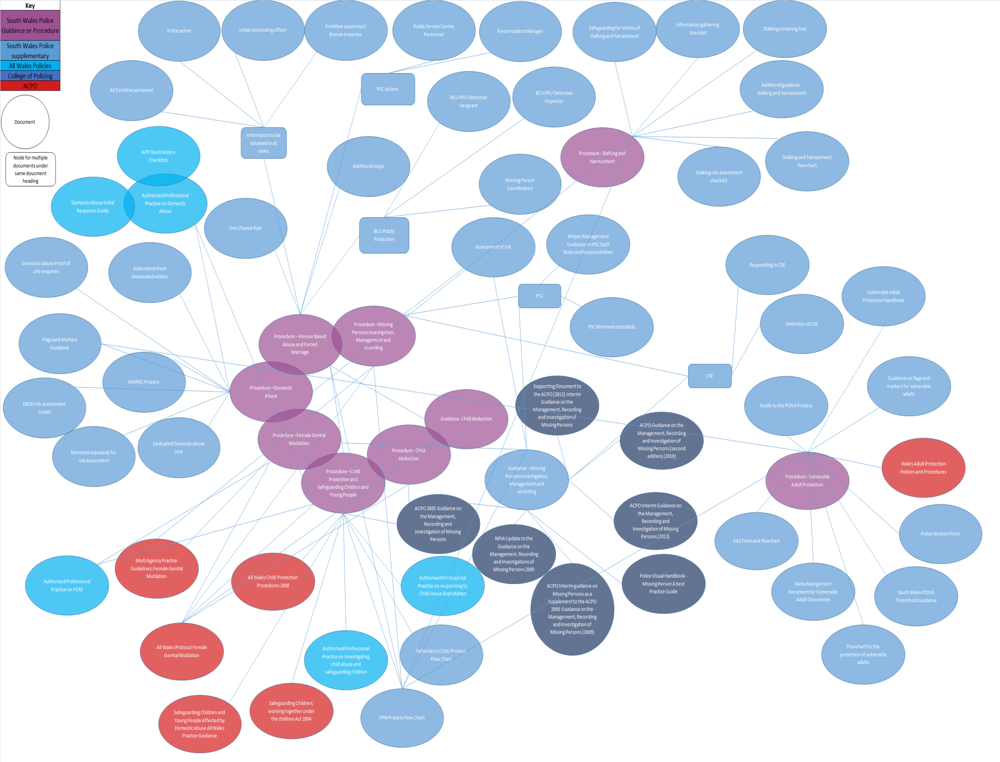 Key
South Wales Police
Guidance or Procedure
South Wales Police
supplementary
All Wales Policies
College of Policing
ACPO
Document
Node for multiple
documents under
same doucment
heading
Police action
Initial repsonding officer
Frontline supervisor/
Bronze inspector
Public Service Centre
Personnel
Force Incident Manager
Safeguarding for victims of
stalking and harrassment
Information gathering
checklist
Stalking screaning tool
All frontline personnel
PSC actions
BCU PPU Detective
Sergeant
BCU PPU Detective
Inspector
Additional guidance -
stalking and harrassment
Information to be
obtained in all
cases
APP Quick Access
Checklists
Additional steps
Procedure - Stalking and
Harrassment
Stalking and harrassment
flow chart
Stalking risk assessment
checklist
Missing Person
Coordinators
Domestic Abuse Initial
Response Guide
Authorised Professional
Practice on Domestic
Abuse
One Chance Rule
BCU Public
Protection
Assessment of risk
Misper Management
Guidance on PSC Staff
Roles and Responsibilities
Domestic Abuse Proof of
Life enquiries
Statements from
intoxicated victims
Responding to CSE
Vulnerable Adult
Protection Handbook
PSC
PSC Minimum standards
Definition of CSE
Flags and Markers
Guidance
Procedure – Honour Based
Abuse and Forced
Marriage
Procedure –Missing
Persons investigation,
Management and
recording
MARAC Process
Procedure –Domestic
Abuse
CSE
Guidance on flags and
markers for vulnerable
adults
DASH risk assessment
model
Guidance- Child Abduction
Supporting Document to
the ACPO (2013) Interim
Guidance on the
Management, Recording
and Investigation of
Missing Persons
Guide to the POVA Process
Minimum standards for
risk assessment
Dedicated Domestic Abuse
Unit
Procedure –Female Genital
Mutilation
Procedure - Child
Abduction
ACPO Guidance on the
Management, Recording
and Investigation of
Missing Persons (second
edition) (2010)
Procedure –Child
Protection and
Safeguarding Children and
Young People
Guidance – Missing
Persons investigation,
Management and
recording
Procedure -Vulnerable
Adult Protection
Wales Adult Protection
Policies and Procedures
ACPO 2005 Guidance on
the Management,
Recording and
Investigation of Missing
Persons
ACPO Interim Guidance on
the Management,
Recording and
Investigation of Missing
Persons (2013)
NPIA Update to the
Guidance on the
Management, Recording
and Investigations of
Missing Persons 2005
VA1 Form and flowchart
Police decision form
Authorised Professional
Practice on FGM
Multi Agency Practice
Guidelines: Female Genital
Mutilation
All Wales Child Protection
Procedures 2008
Authorised Professinnal
Practice on responding to
Child Sexual Exploitation
ACPO Interim guidance on
Missing Persons as a
Supplement to the ACPO
2005 Guidance on the
Management, Recording
and Investigation of
Missing Persons (2009)
Police Visual Handbook -
Missing Person A best
Practice Guide
Niche Mangement
Document for Vulnerable
Adult Occurences
South Wales POVA
Threshhold Guidance
All Wales Protocol Female
Genital Mutilation
Authorised Professional
Practice on Investigating
child abuse and
safeguarding children
Referral Uni CAIU Process
Flow Chart
Flowchart for the
protection of vulnerable
adults
Safeguarding Children and
Young People Affected by
Domestic Abuse All Wales
Practice Guidance
Safeguarding Children;
working together under
the children Act 2004
PPN Process Flow Chart